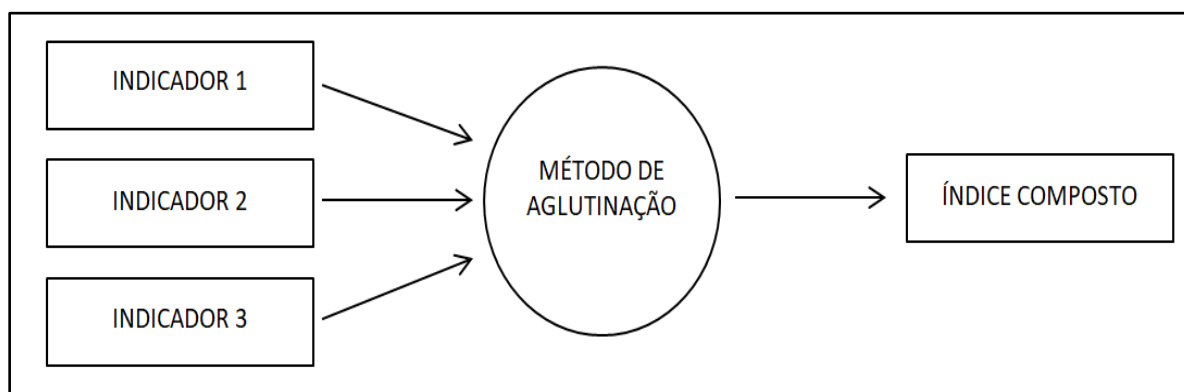 INDICADOR 1
INDICADOR 2
INDICADOR 3
MÉTODO DE
AGLUTINAÇÃO
ÍNDICE COMPOSTO